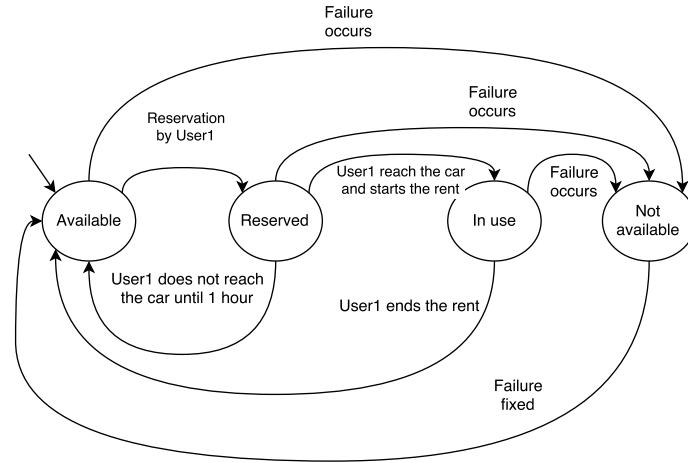 Failure
occurs
Failure
occurs
Reservation
by User1
User1 reach the car
and starts the rent
Failure
occurs
Available
Reserved
In use
Not
available
User1 does not reach
the car until 1 hour
User1 ends the rent
Failure
fixed